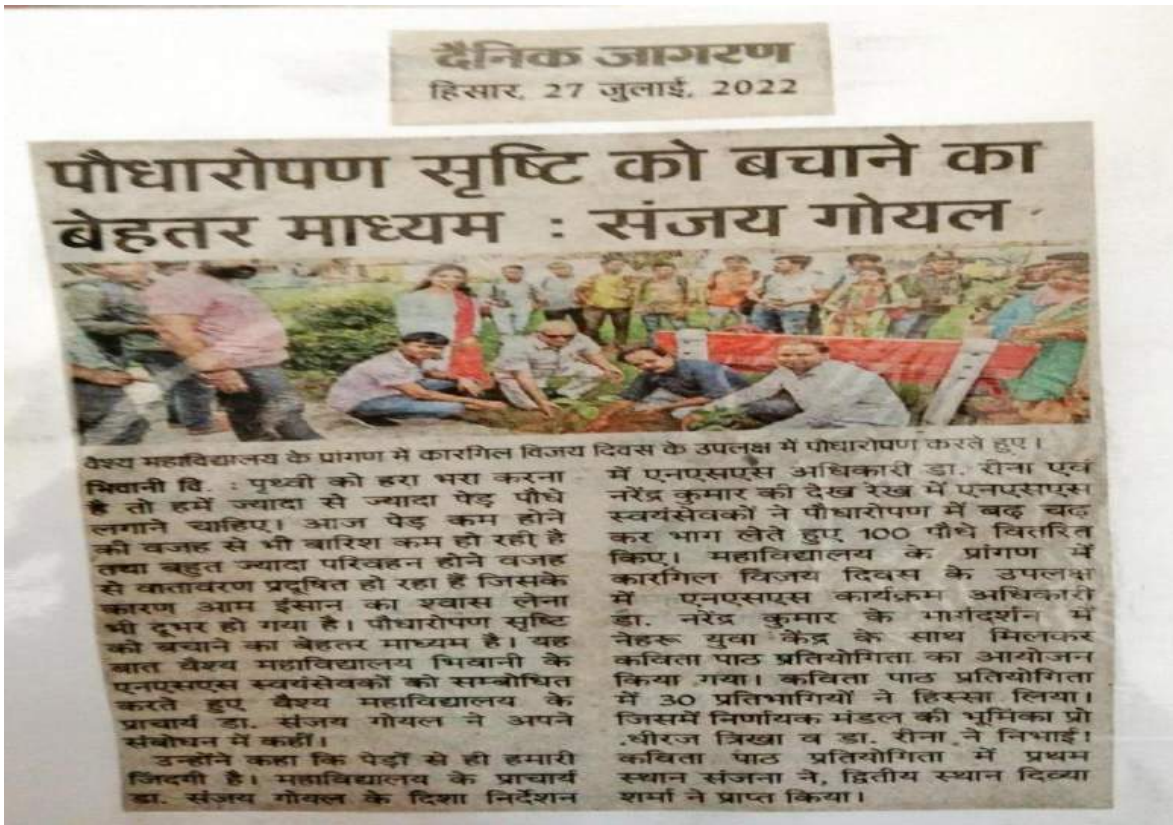 दैनिक जागरण
हिसार, 27 जुलाई, 2022
पौधारोपण सृष्टि को बचाने का
बेहतर माध्यम : संजय गोयल
वैश्य महाविद्यालय के प्रांगण में कारगिल विजय दिवस के उपलक्ष में पौधारोपण करते हुए।
भिवानी वि. : पृथ्वी को हरा भरा करना
है तो हमें ज्यादा से ज्यादा पेड़ पौधे
लगाने चाहिए। आज पेड़ कम होने
की वजह से भी बारिश कम हो रही है
तथा बहुत ज्यादा परिवहन होने वजह
से वातावरण प्रदूषित हो रहा है जिसके
कारण आम इंसान का श्वास लेना
भी दूभर हो गया है। पौधारोपण सृष्टि
को बचाने का बेहतर माध्यम है। यह
बात वैश्य महाविद्यालय भिवानी के
एनएसएस स्वयंसेवकों को सम्बोधित
करते हुए वैश्य महाविद्यालय के
प्राचार्य डा. संजय गोयल ने अपने
संबोधन में कहीं।
उन्होंने कहा कि पेड़ों से ही हमारी
जिंदगी है। महाविद्यालय के प्राचार्य
डा. संजय गोयल के दिशा निर्देशन
में एनएसएस अधिकारी डा. रीना एवं
नरेंद्र कुमार की देख रेख में एनएसएस
स्वयंसेवकों ने पौधारोपण में बढ़ चढ़
कर भाग लेते हुए 100 पौधे वितरित
किए। महाविद्यालय के प्रांगण में
कारगिल विजय दिवस के उपलक्ष
में एनएसएस कार्यक्रम अधिकारी
डा. नरेंद्र कुमार के मार्गदर्शन में
नेहरू युवा केंद्र के साथ मिलकर
कविता पाठ प्रतियोगिता का आयोजन
किया गया। कविता पाठ प्रतियोगिता
में 30 प्रतिभागियों ने हिस्सा लिया।
जिसमें निर्णायक मंडल की भूमिका प्रो
.धीरज त्रिखा व डा. रीना ने निभाई।
कविता पाठ प्रतियोगिता में प्रथम
स्थान संजना ने, द्वितीय स्थान दिव्या
शर्मा ने प्राप्त किया।